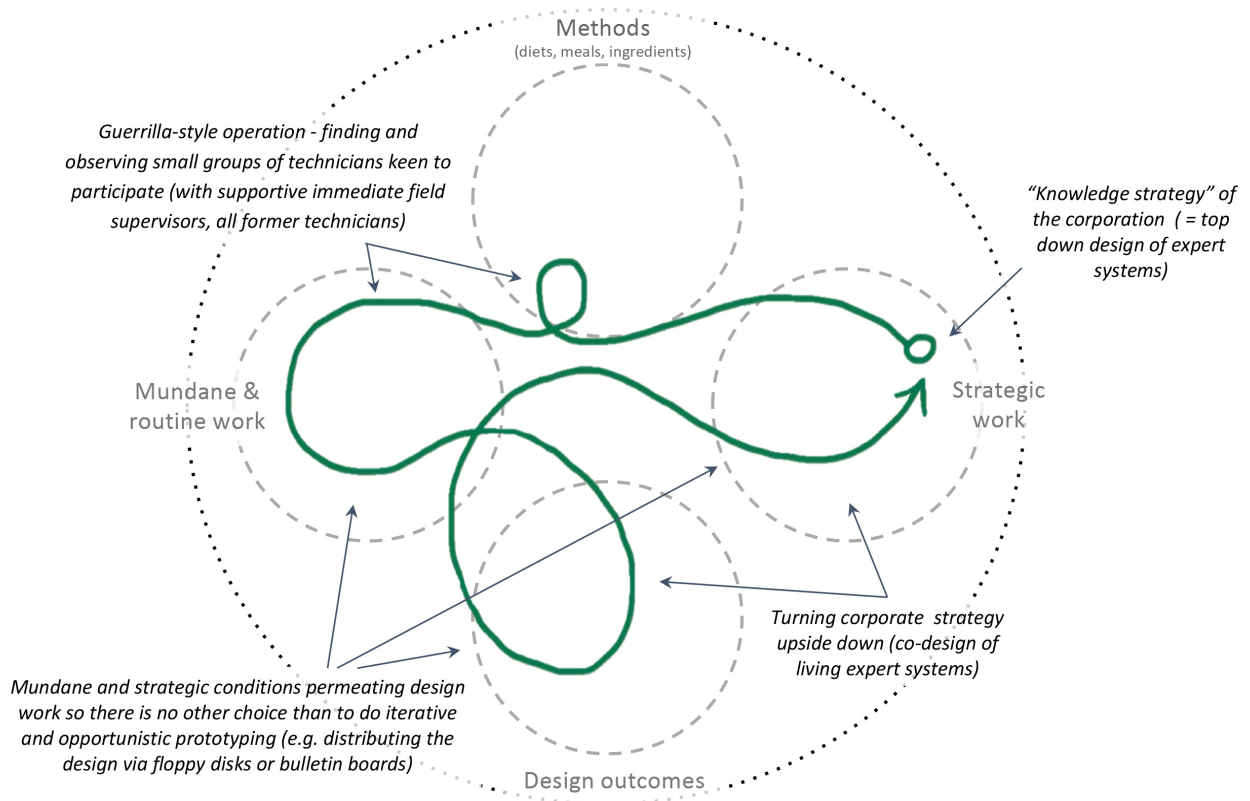 Methods
(diets, meals, ingredients)
Guerrilla-style operation - finding and
observing small groups of technicians keen to
participate (with supportive immediate field
supervisors, all former technicians)
“Knowledge strategy” of
the corporation ( = top
down design of expert
systems)
Mundane &
routine work
Strategic
work
Turning corporate strategy
upside down (co-design of
living expert systems)
Mundane and strategic conditions permeating design
work so there is no other choice than to do iterative
and opportunistic prototyping (e.g. distributing the
design via floppy disks or bulletin boards)
Design outcomes